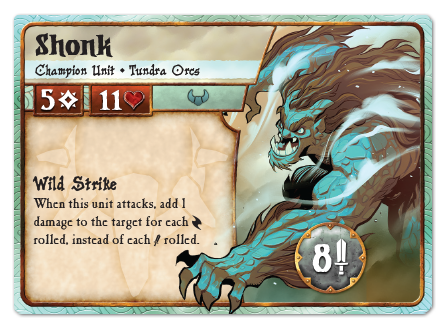 Shonk
Champion Unit • Tundra Orcs
5 11
Wild Strike
When this unit attacks, add 1
damage to the target for each
rolled, instead of each rolled.
8